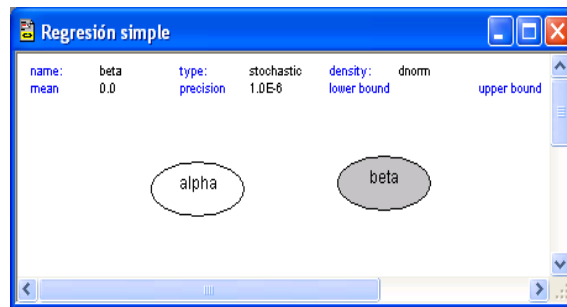 Regresión simple
name: beta type: stochastic density: dnorm
mean 0.0 precision 1.0E-6 lower bound upper bound
alpha beta